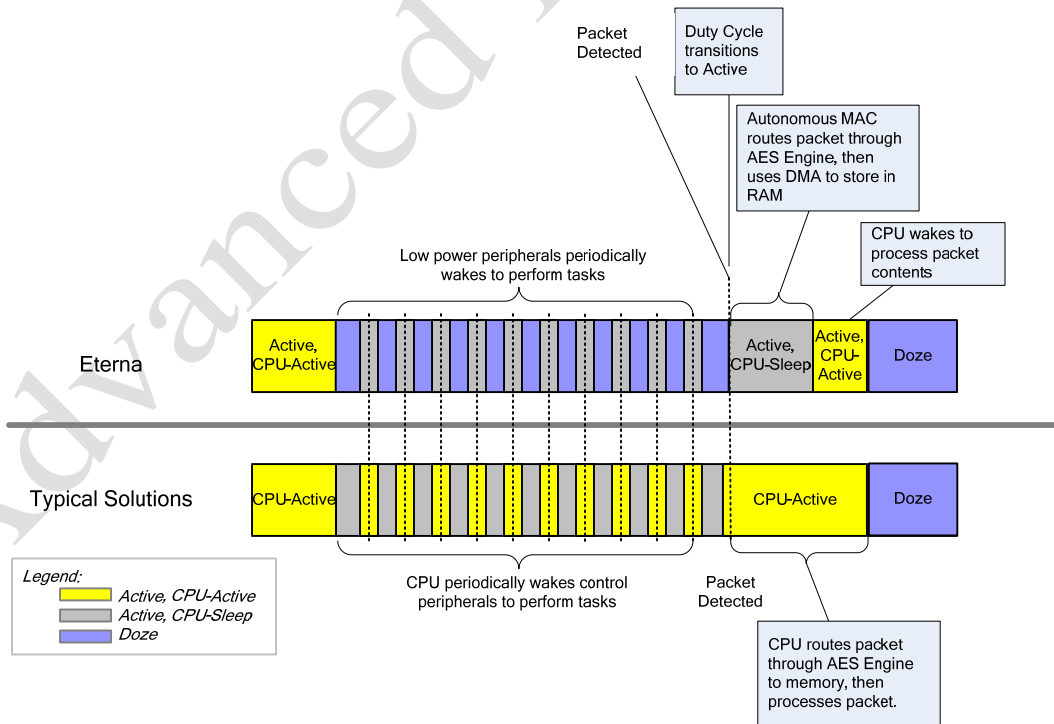 Advanced
Packet
Detected
Duty Cycle
transitions
to Active
Autonomous MAC
routes packet through
AES Engine, then
uses DMA to store in
RAM
CPU wakes to
process packet
contents
Low power peripherals periodically
wakes to perform tasks
Eterna
Active,
CPU-Active
Active,
CPU-Sleep
Active,
CPU-
Active
Doze
Typical Solutions
CPU-Active
CPU-Active
Doze
CPU periodically wakes control
peripherals to perform tasks
Packet
Detected
CPU routes packet
through AES Engine
to memory, then
processes packet.
Legend:
Active, CPU-Active
Active, CPU-Sleep
Doze